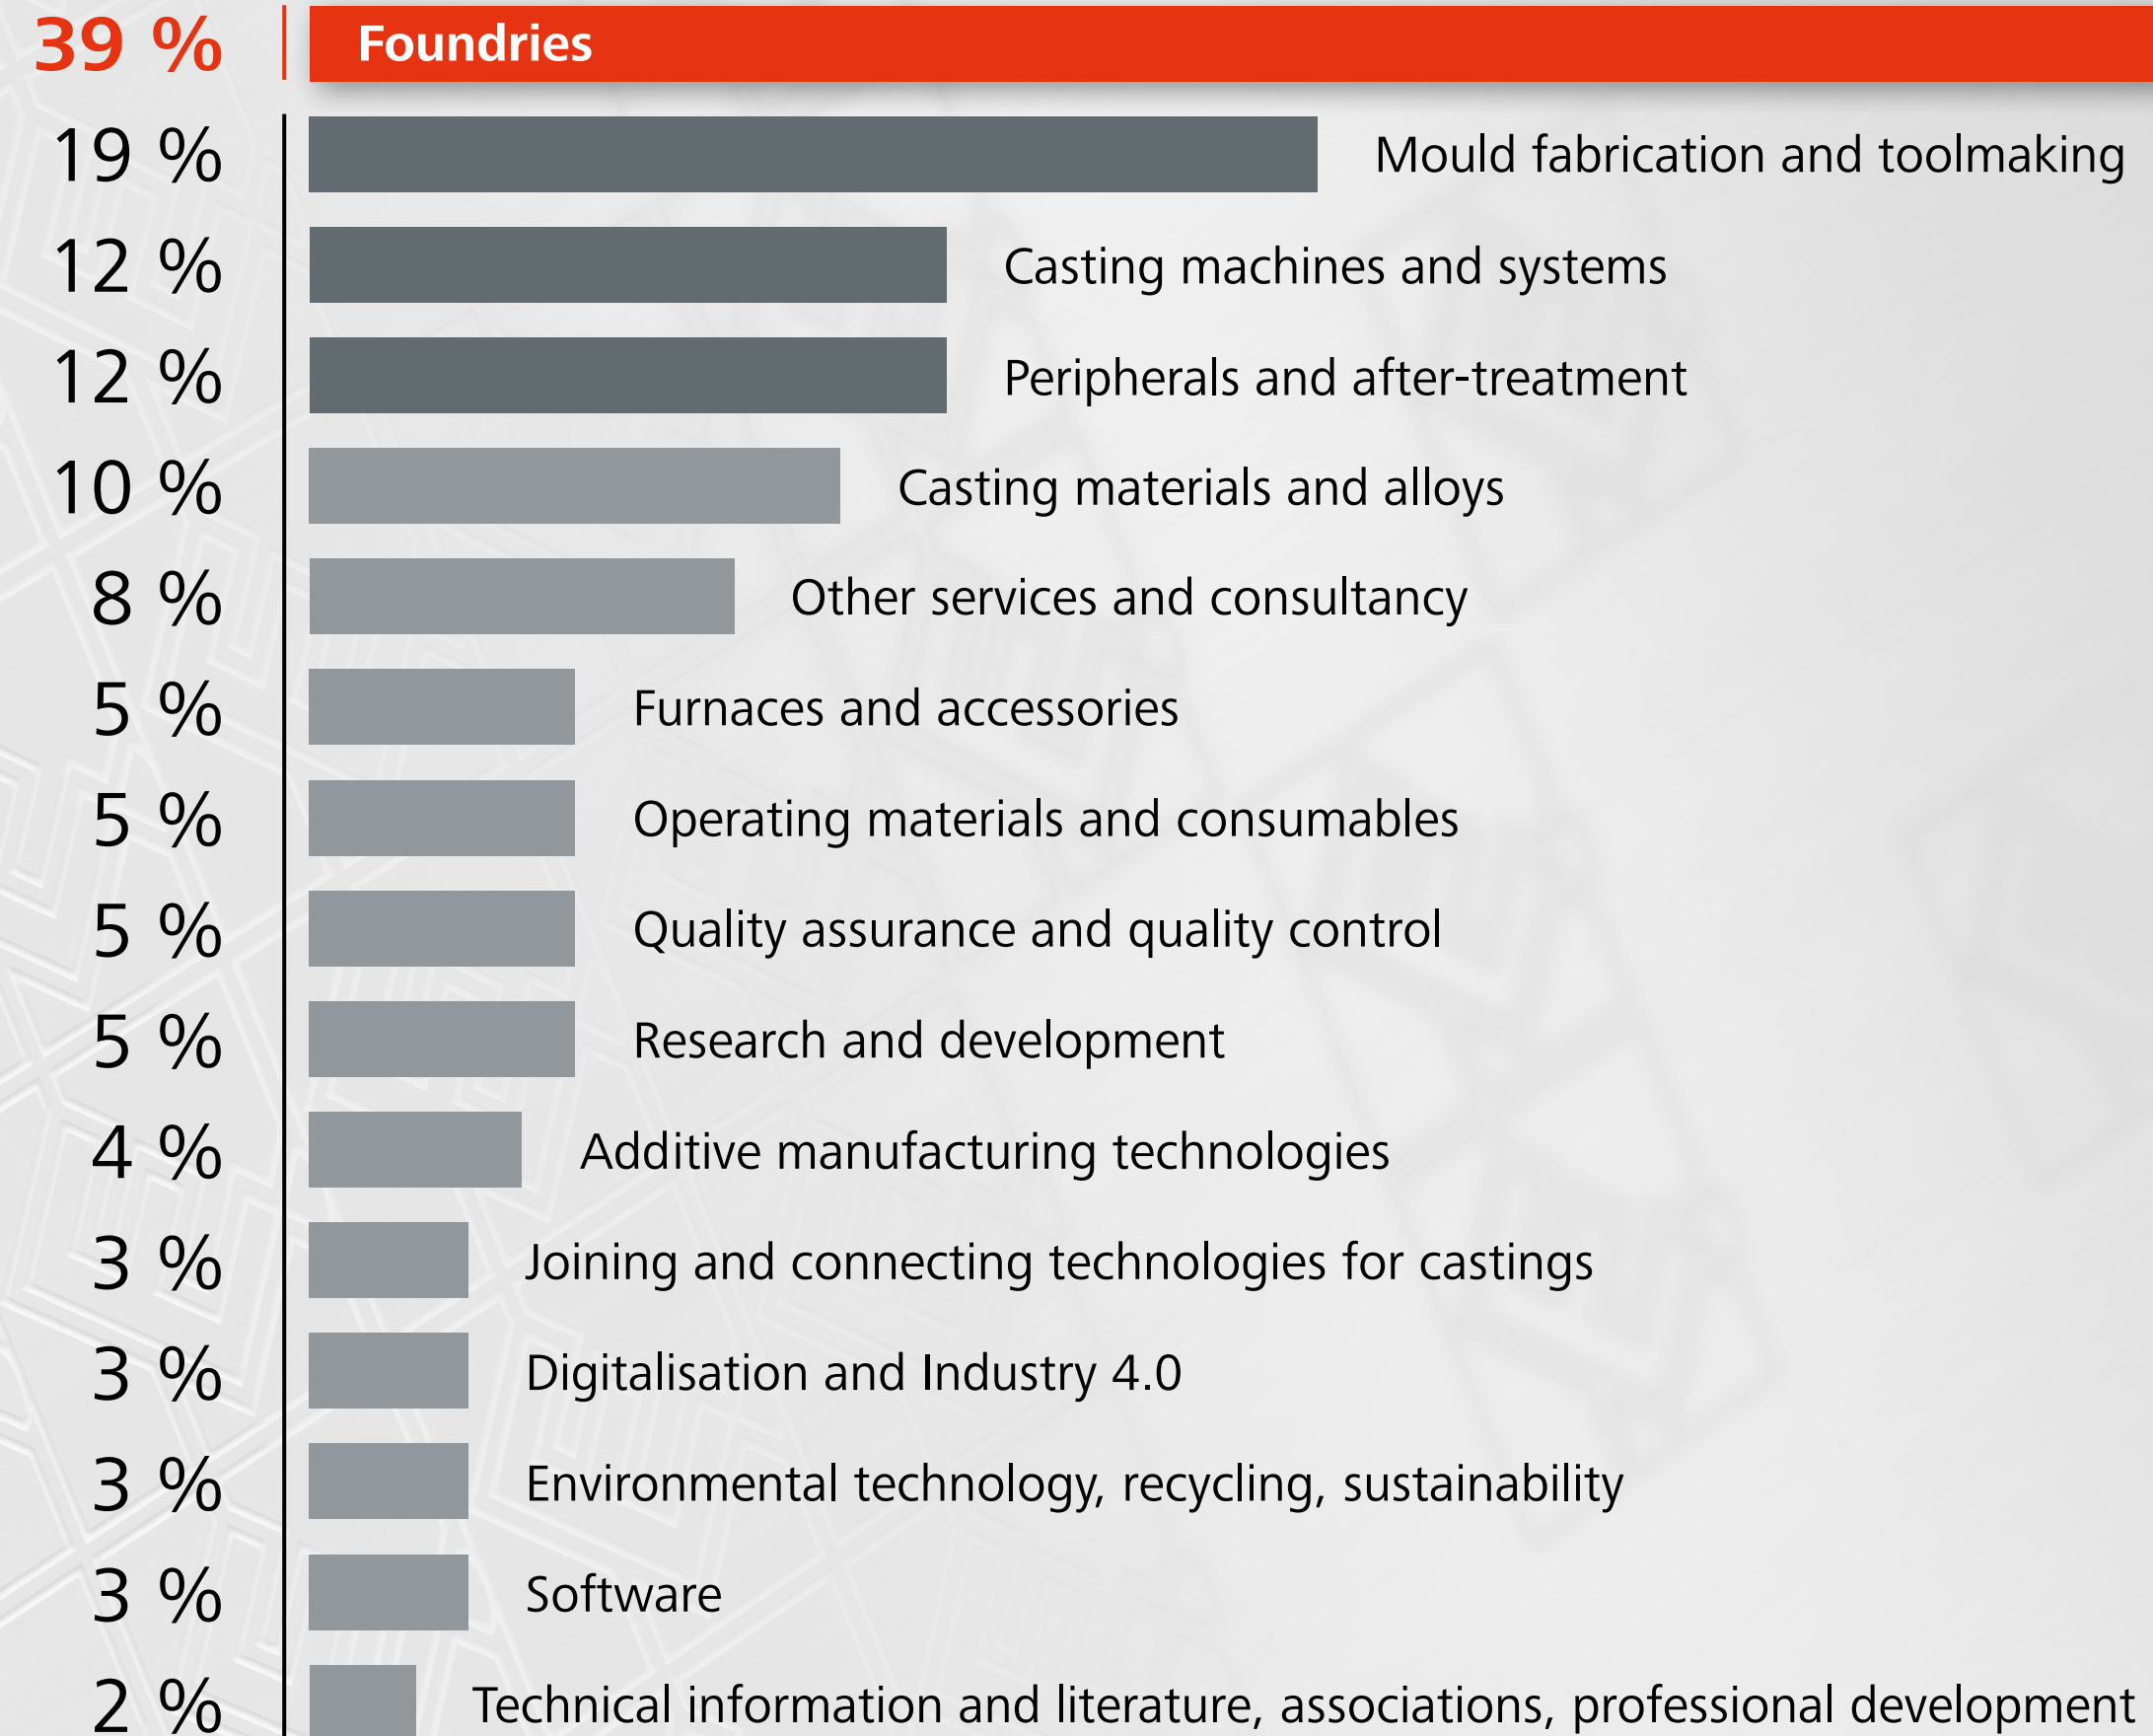 39 % Foundries
19 % Mould fabrication and toolmaking
12 % Casting machines and systems
12 % Peripherals and after-treatment
10 % Casting materials and alloys
8 % Other services and consultancy
5 % Furnaces and accessories
5 % Operating materials and consumables
5 % Quality assurance and quality control
5 % Research and development
4 % Additive manufacturing technologies
3 % Joining and connecting technologies for castings
3 % Digitalisation and Industry 4.0
3 % Environmental technology, recycling, sustainability
3 % Software
2 % Technical information and literature, associations, professional development